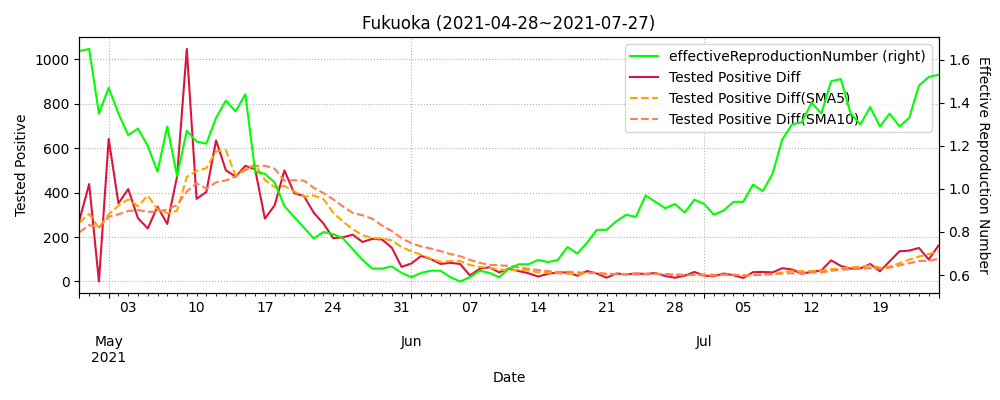 Fukuoka (2021-04-28~2021-07-27)
effectiveReproductionNumber (right)
Tested Positive Diff
Tested Positive Diff(SMA5)
Tested Positive Diff(SMA10)
Tested Positive
1000
800
600
400
200
0
Effective Reproduction Number
1.6
1.4
1.2
1.0
0.8
0.6
03 10 17 24 31 07 14 21 28 05 12 19
May Jun Jul
2021
Date